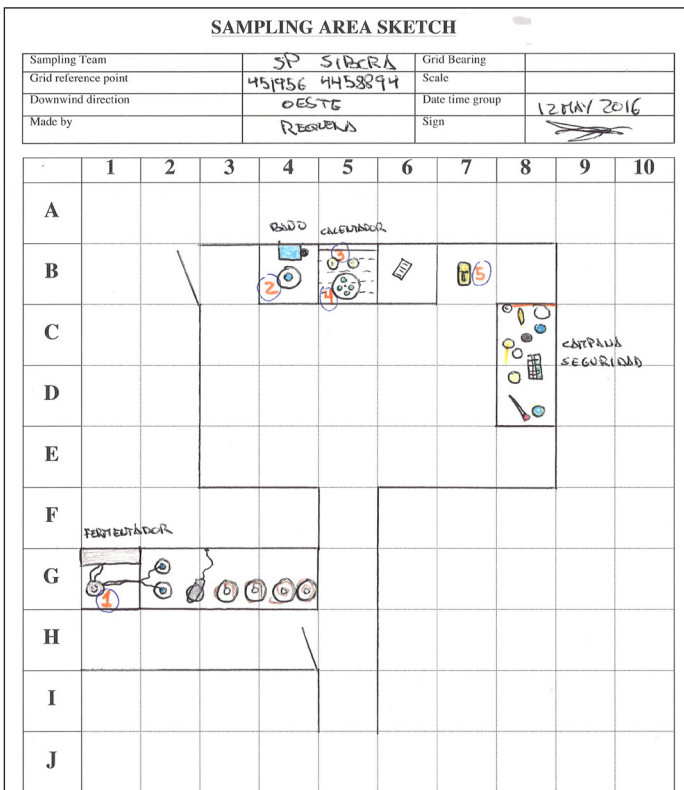 SAMPLING AREA SKETCH
Sampling Team SP SIBCRA Grid Bearing
Grid reference point 451956 4458894 Scale
Downwind direction OESTE Date time group 12 MAY 2016
Made by REQUENA Sign
1 2 3 4 5 6 7 8 9 10
A
BAÑO CALENTADOR
B 2 3 4 5
C CAMPANA
SEGURIDAD
D
E
F
FERMENTADOR
G 1
H
I
J